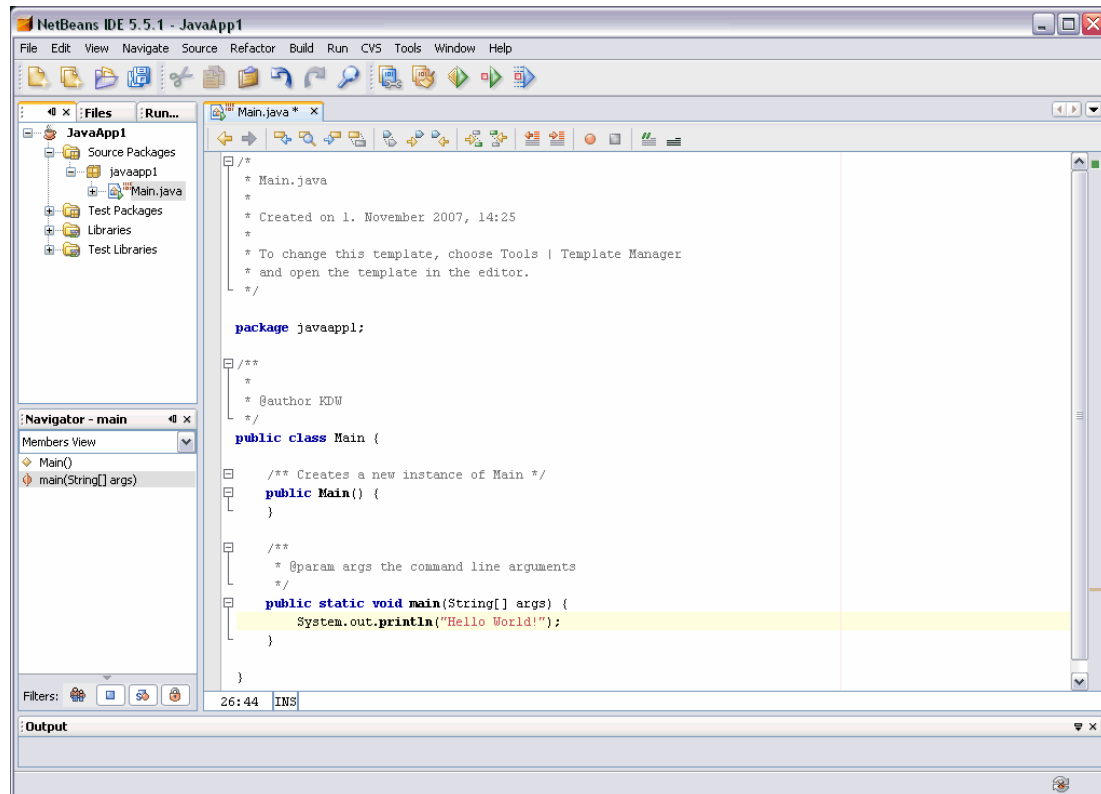 NetBeans IDE 5.5.1 - JavaApp1
File Edit View Navigate Source Refactor Build Run CVS Tools Window Help
Files Run...
JavaApp1
Source Packages
javaapp1
Main.java
Test Packages
Libraries
Test Libraries
Navigator - main
Members View
Main()
main(String[] args)
Filters:
Main.java *
/*
* Main.java
*
* Created on 1. November 2007, 14:25
*
* To change this template, choose Tools | Template Manager
* and open the template in the editor.
*/
package javaapp1;
/**
*
* @author KDW
*/
public class Main {
/** Creates a new instance of Main */
public Main() {
}
/**
* @param args the command line arguments
*/
public static void main(String[] args) {
System.out.println("Hello World!");
}
}
26:44 INS
Output